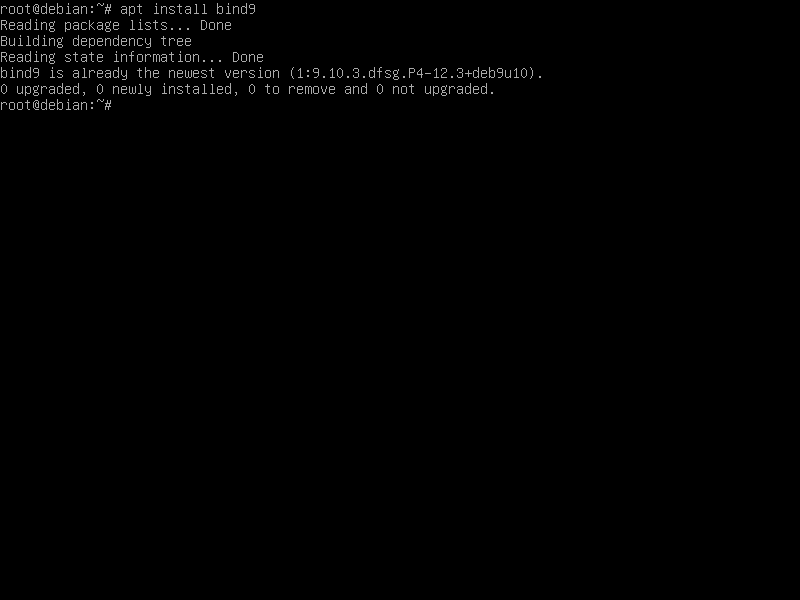 root@debian:~# apt install bind9
Reading package lists... Done
Building dependency tree
Reading state information... Done
bind9 is already the newest version (1:9.10.3.dfsg.P4-12.3+deb9u10).
0 upgraded, 0 newly installed, 0 to remove and 0 not upgraded.
root@debian:~#